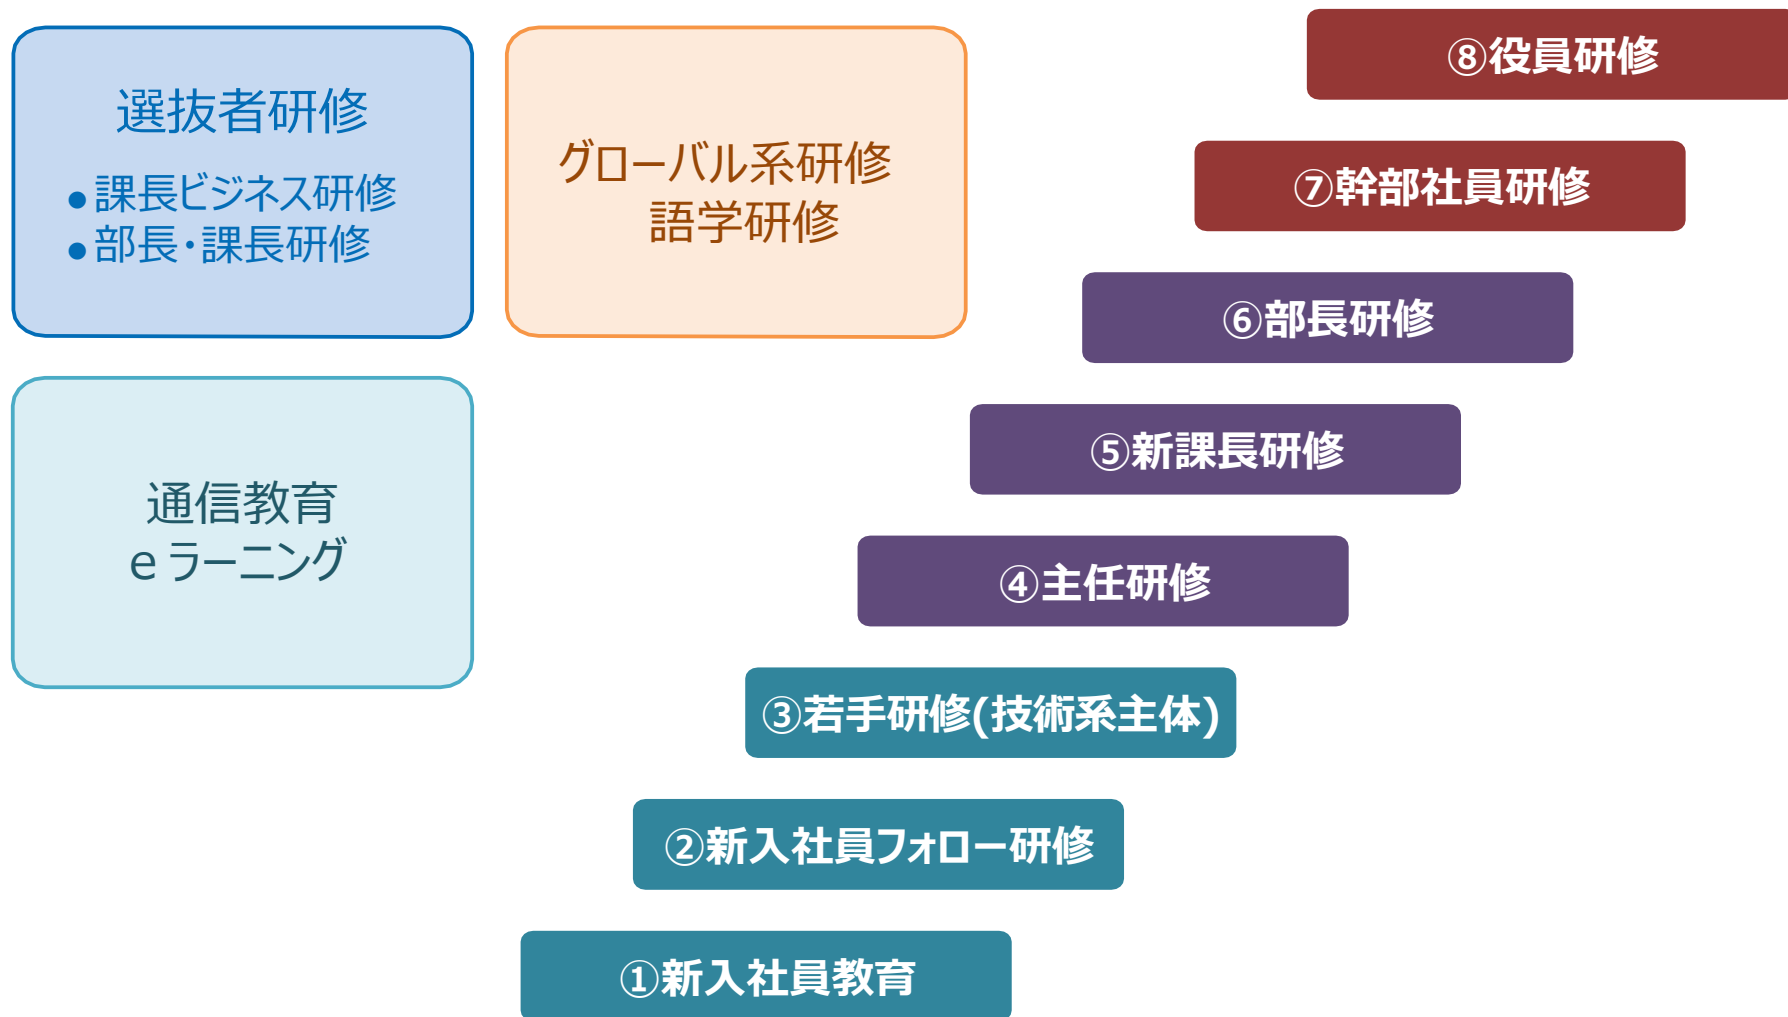 選抜者研修
●課長ビジネス研修
●部長・課長研修
グローバル系研修
語学研修
通信教育
eラーニング
⑧役員研修
⑦幹部社員研修
⑥部長研修
⑤新課長研修
④主任研修
③若手研修(技術系主体)
②新入社員フォロー研修
①新入社員教育